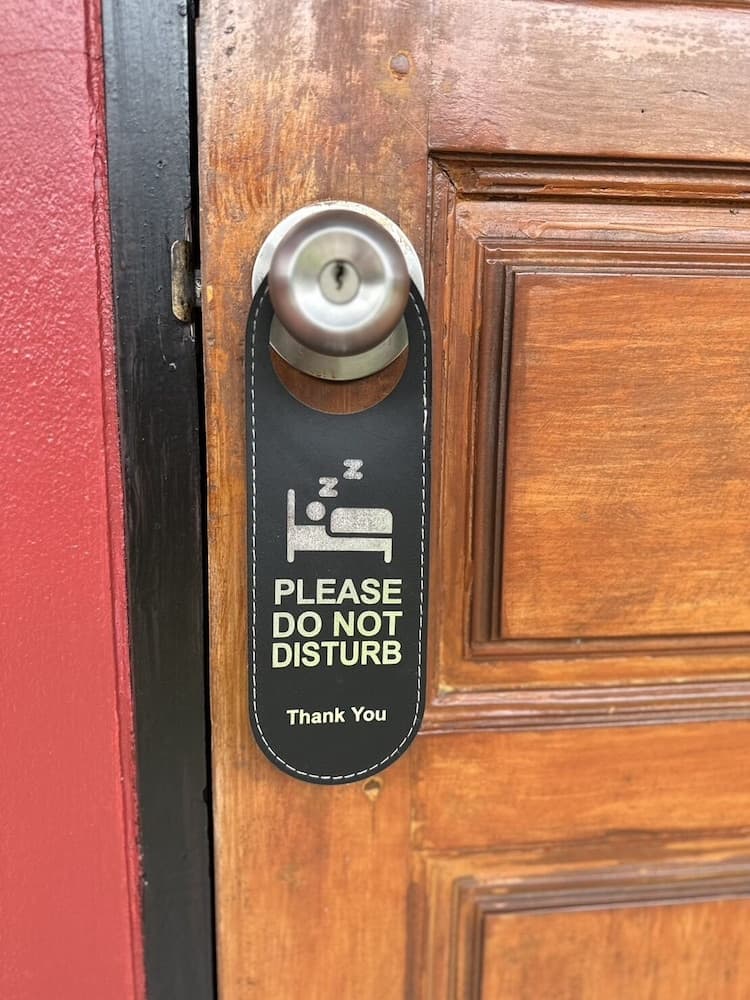 Z
Z
PLEASE
DO NOT
DISTURB
Thank You